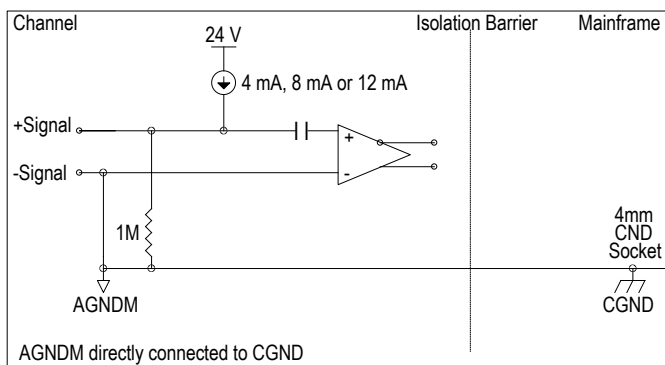 Channel
Isolation Barrier
Mainframe
24 V
4 mA, 8 mA or 12 mA
+Signal
+
-Signal
-
1M
4mm
CND
Socket
AGNDM
CGND
AGNDM directly connected to CGND